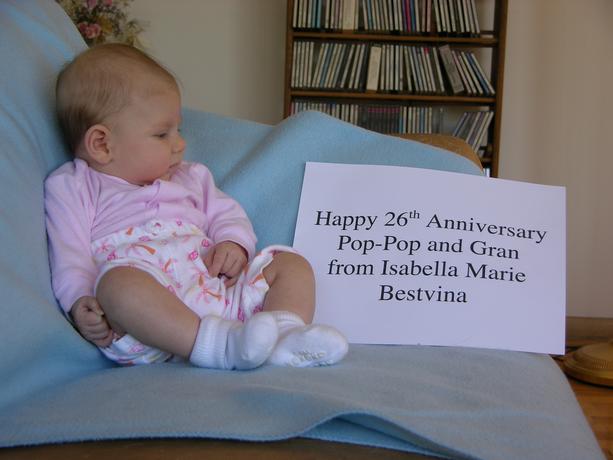 Happy 26th Anniversary
Pop-Pop and Gran
from Isabella Marie
Bestvina